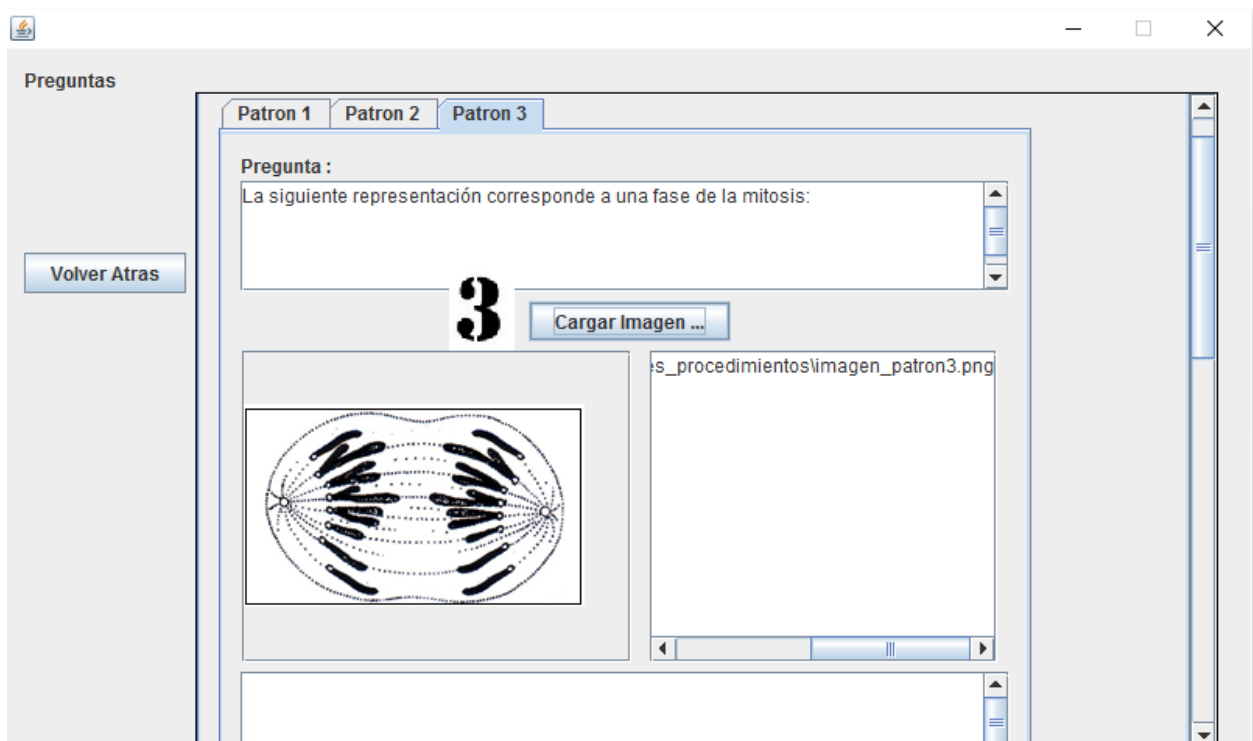 Preguntas
Patron 1 Patron 2 Patron 3
Pregunta :
La siguiente representación corresponde a una fase de la mitosis:
Volver Atras
3
Cargar Imagen ...
es_procedimientos\imagen_patron3.png